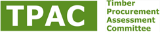 TPAC
Timber
Procurement
Assessment
Committee